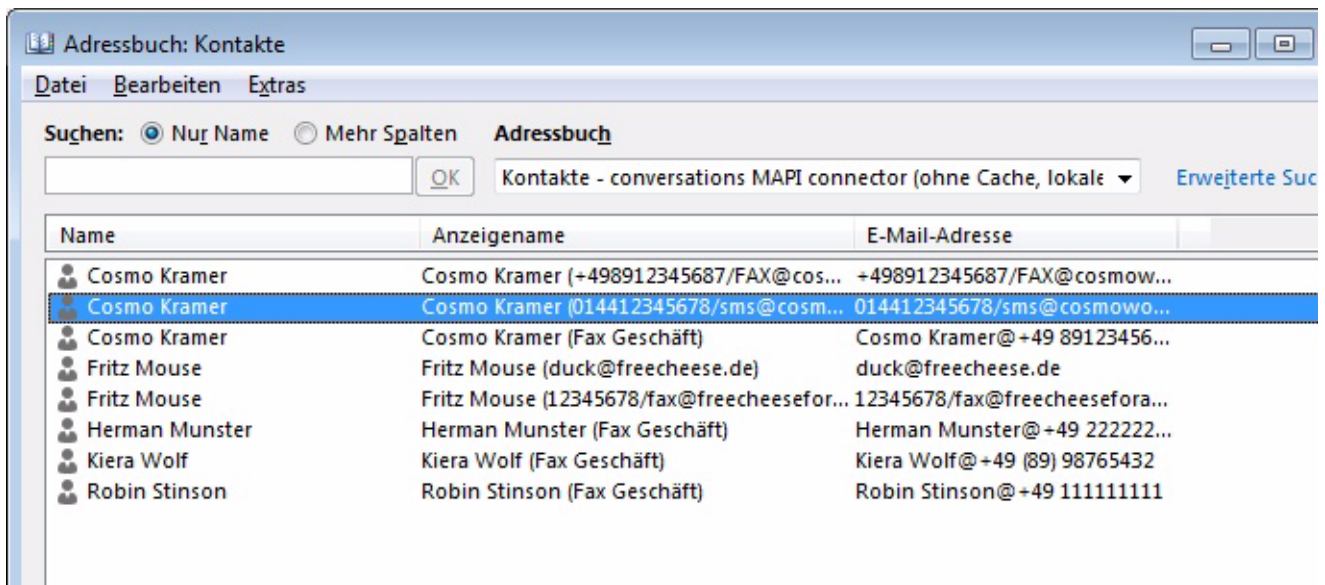 Adressbuch: Kontakte
Datei Bearbeiten Extras
Suchen: Nur Name Mehr Spalten Adressbuch
OK Kontakte - conversations MAPI connector (ohne Cache, lokale Erweiterte Suc
Name Anzeigename E-Mail-Adresse
Cosmo Kramer Cosmo Kramer (+498912345687/FAX@cos... +498912345687/FAX@cosmow...
Cosmo Kramer Cosmo Kramer (014412345678/sms@cosm... 014412345678/sms@cosmowo...
Cosmo Kramer Cosmo Kramer (Fax Geschäft) Cosmo Kramer@+49 89123456...
Fritz Mouse Fritz Mouse (duck@freecheese.de) duck@freecheese.de
Fritz Mouse Fritz Mouse (12345678/fax@freecheesefor... 12345678/fax@freecheesefora...
Herman Munster Herman Munster (Fax Geschäft) Herman Munster@+49 222222...
Kiera Wolf Kiera Wolf (Fax Geschäft) Kiera Wolf@+49 (89) 98765432
Robin Stinson Robin Stinson (Fax Geschäft) Robin Stinson@+49 111111111